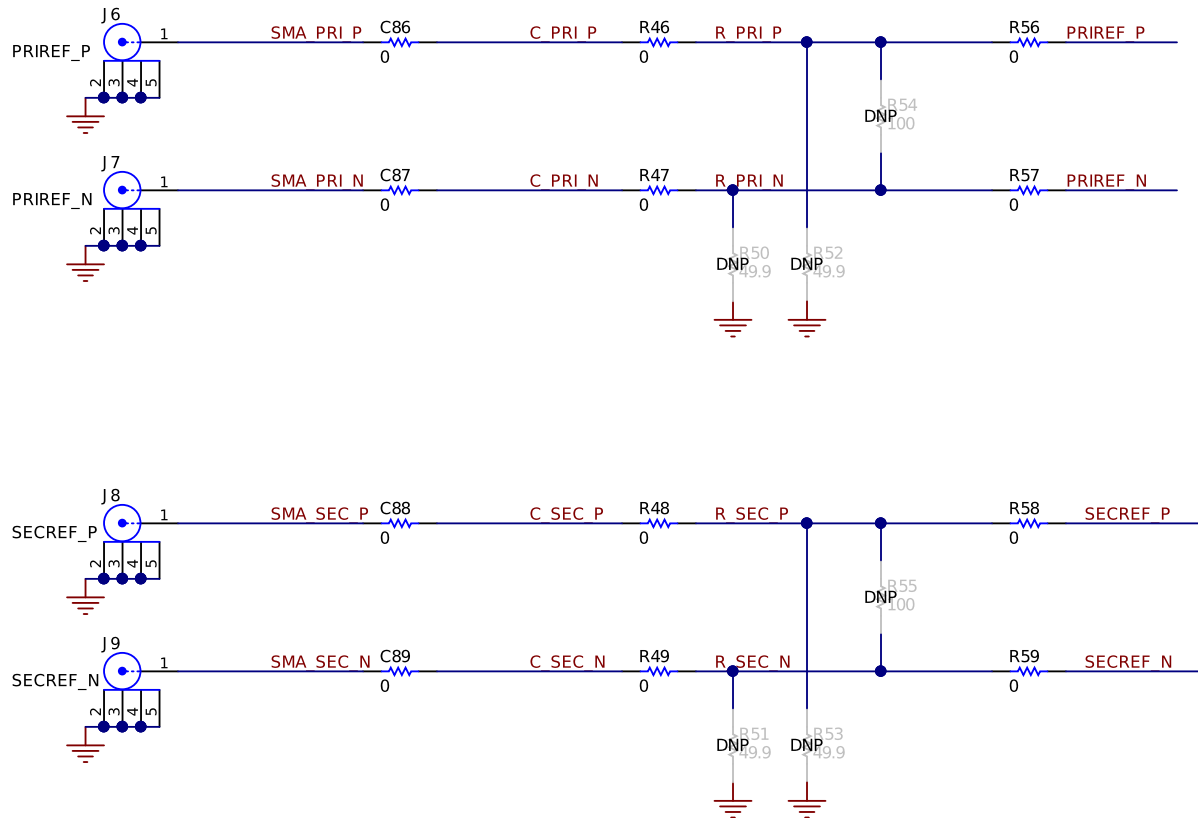 J6
PRIREF_P
1
2
3
4
5
SMA_PRI_P
C86
0
C_PRI_P
R46
0
R_PRI_P
R56
0
PRIREF_P
R54
DNP
100
J7
PRIREF_N
1
2
3
4
5
SMA_PRI_N
C87
0
C_PRI_N
R47
0
R_PRI_N
R57
0
PRIREF_N
R50
DNP
49.9
R52
DNP
49.9
J8
SECREF_P
1
2
3
4
5
SMA_SEC_P
C88
0
C_SEC_P
R48
0
R_SEC_P
R58
0
SECREF_P
R55
DNP
100
J9
SECREF_N
1
2
3
4
5
SMA_SEC_N
C89
0
C_SEC_N
R49
0
R_SEC_N
R59
0
SECREF_N
R51
DNP
49.9
R53
DNP
49.9